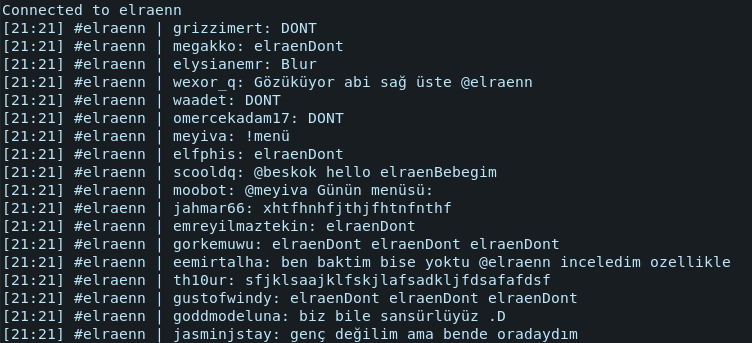 Connected to elraenn
[21:21] #elraenn | grizzimert: DONT
[21:21] #elraenn | megakko: elraenDont
[21:21] #elraenn | elysianemr: Blur
[21:21] #elraenn | wexor_q: Gözüküyor abi sağ üste @elraenn
[21:21] #elraenn | waadet: DONT
[21:21] #elraenn | omercekadam17: DONT
[21:21] #elraenn | meyiva: !menü
[21:21] #elraenn | elfphis: elraenDont
[21:21] #elraenn | scooldq: @beskok hello elraenBebegim
[21:21] #elraenn | moobot: @meyiva Günün menüsü:
[21:21] #elraenn | jahmar66: xhtfhnhfjthjfhtnfnthf
[21:21] #elraenn | emreyilmaztekin: elraenDont
[21:21] #elraenn | gorkemuwu: elraenDont elraenDont elraenDont
[21:21] #elraenn | eemirtalha: ben baktim bise yoktu @elraenn inceledim ozellikle
[21:21] #elraenn | th10ur: sfjklsaajklfskjlafsadkljfdsafafdsf
[21:21] #elraenn | gustofwindy: elraenDont elraenDont elraenDont
[21:21] #elraenn | goddmodeluna: biz bile sansürlüyüz .D
[21:21] #elraenn | jasminjstay: genç değilim ama bende oradaydım